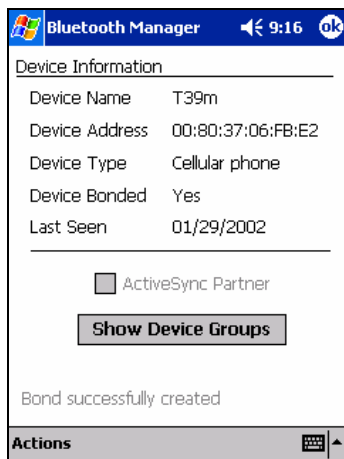 Bluetooth Manager 9:16 ok
Device Information
Device Name T39m
Device Address 00:80:37:06:FB:E2
Device Type Cellular phone
Device Bonded Yes
Last Seen 01/29/2002
ActiveSync Partner
Show Device Groups
Bond successfully created
Actions